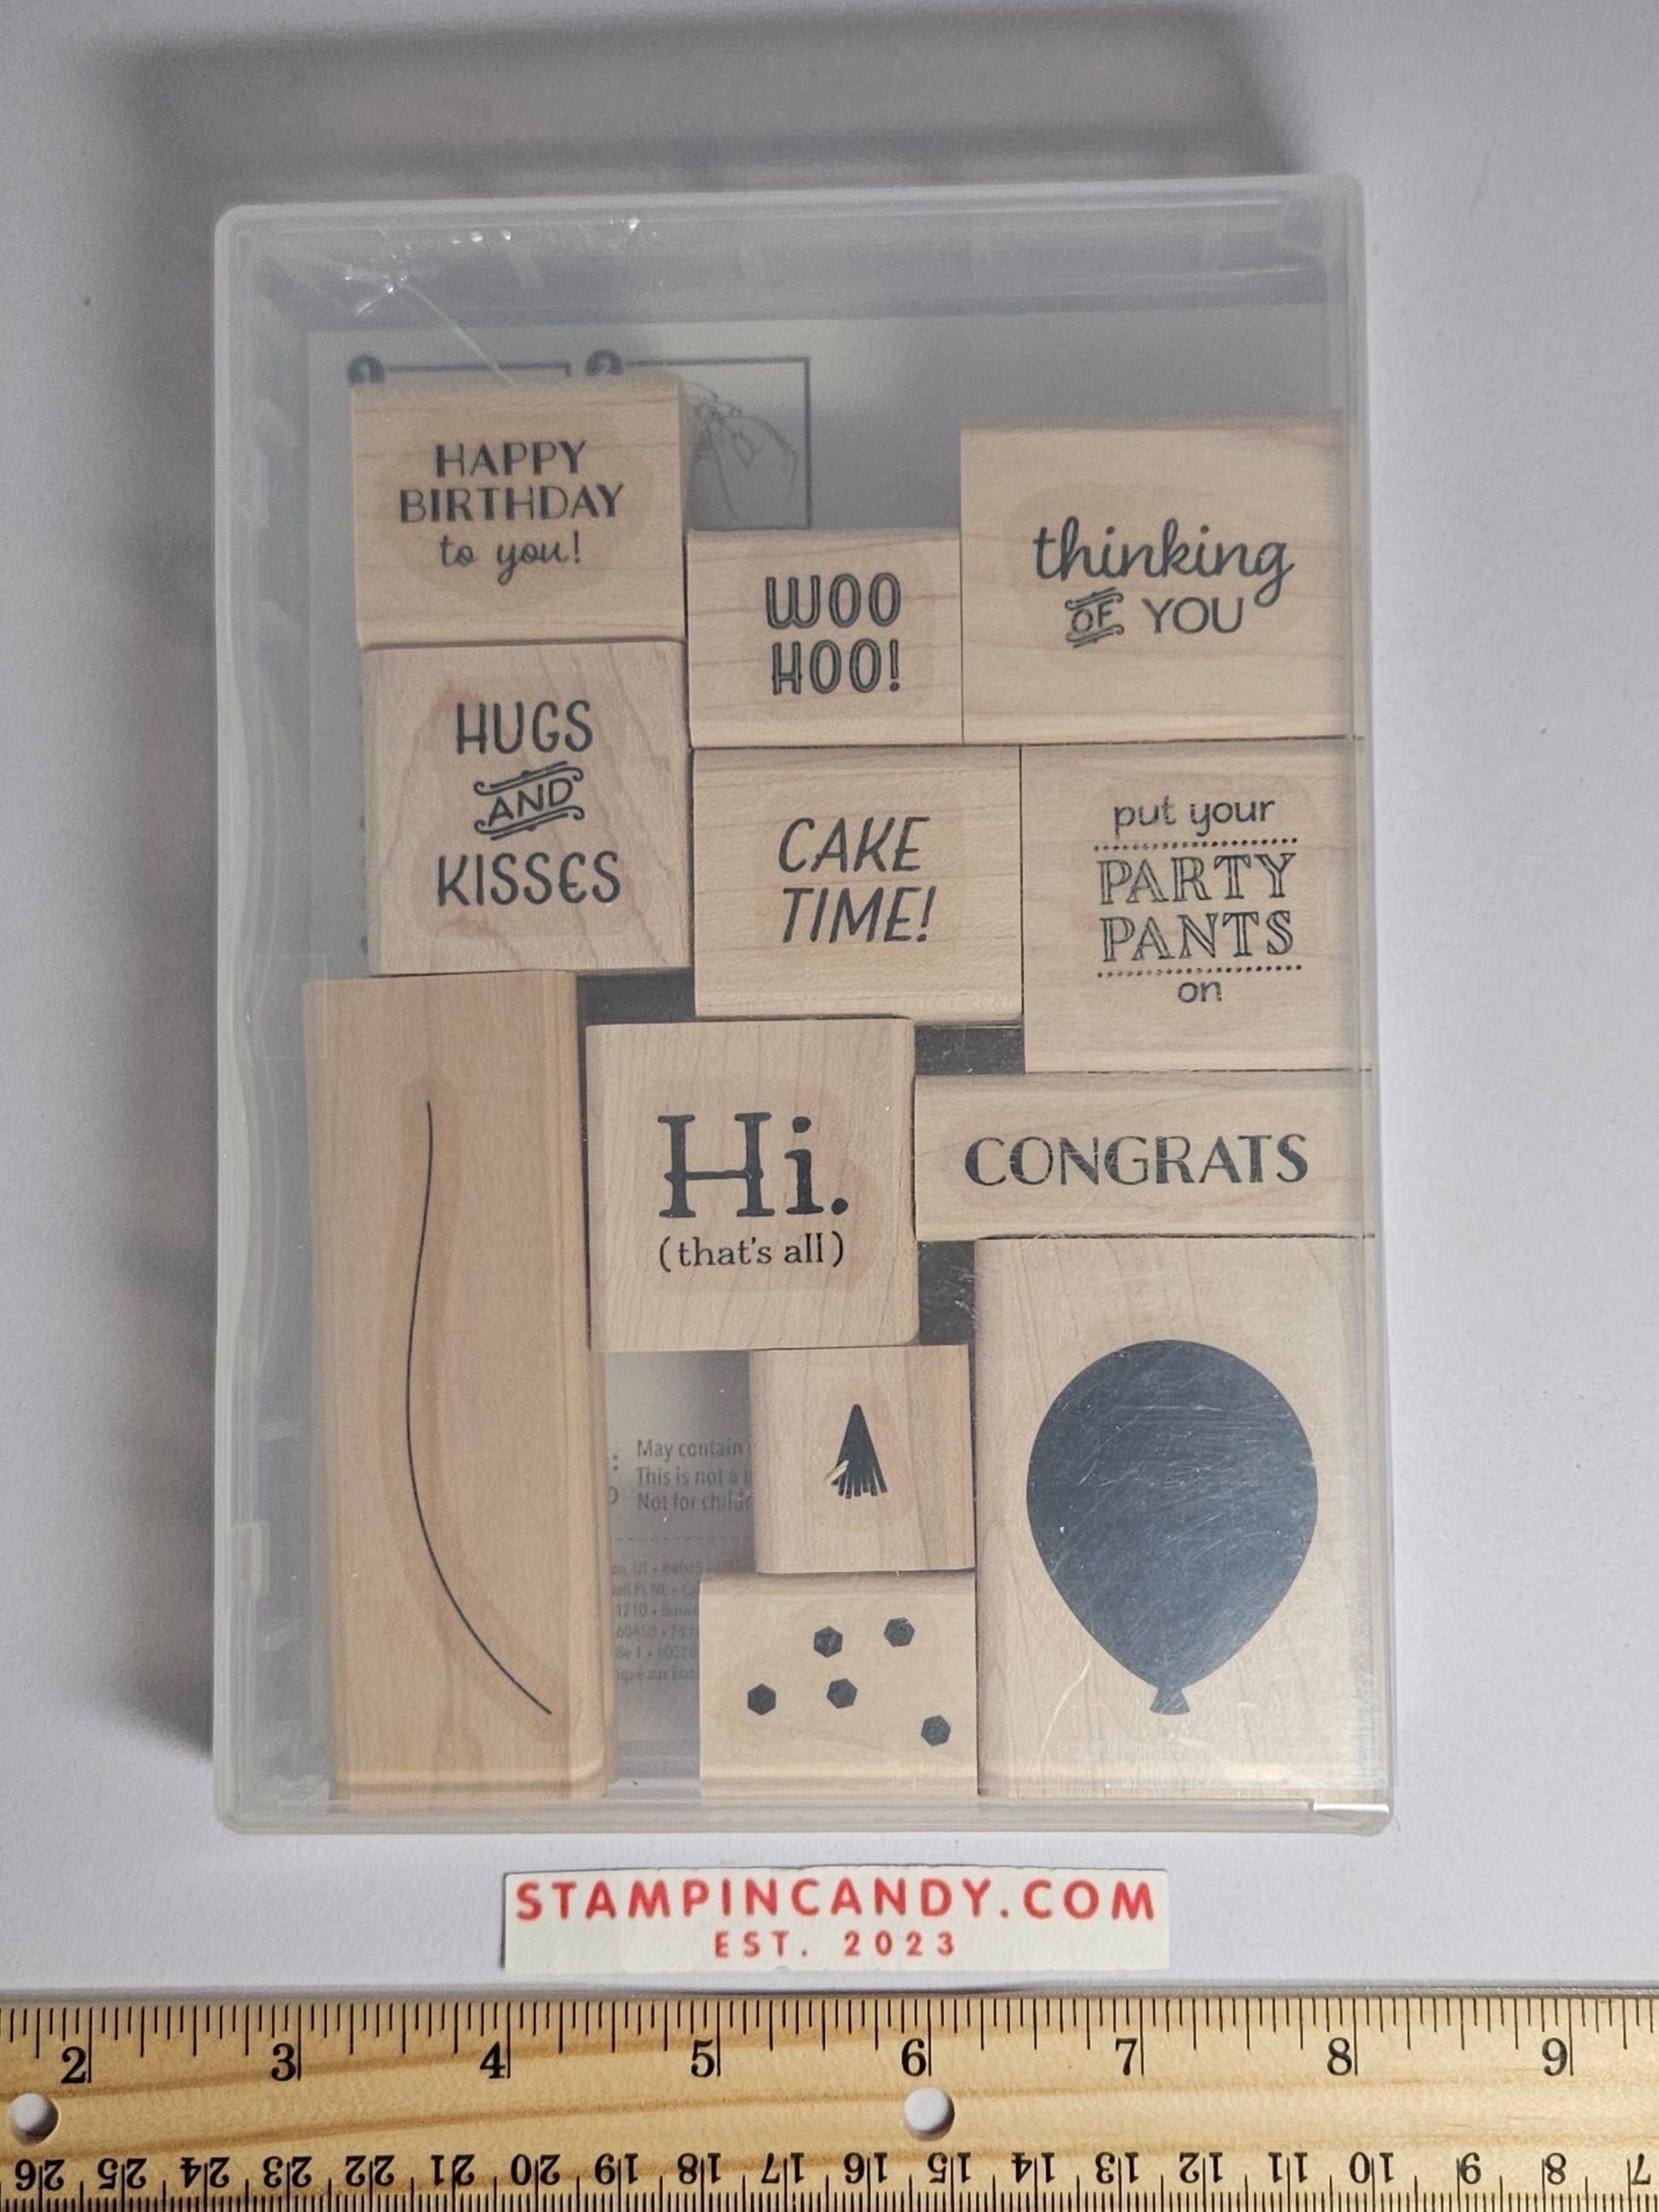 1
2
HAPPY
BIRTHDAY
to you!
WOO
HOO!
thinking
OF YOU
HUGS
AND
KISSES
CAKE
TIME!
put your
PARTY
PANTS
on
Hi.
(that's all)
CONGRATS
May contain
This is not a
Not for childr
STAMPINCANDY.COM
EST. 2023
2 3 4 5 6 7 8 9
26 25 24 23 22 21 20 19 18 17 16 15 14 13 12 11 10 9 8 7